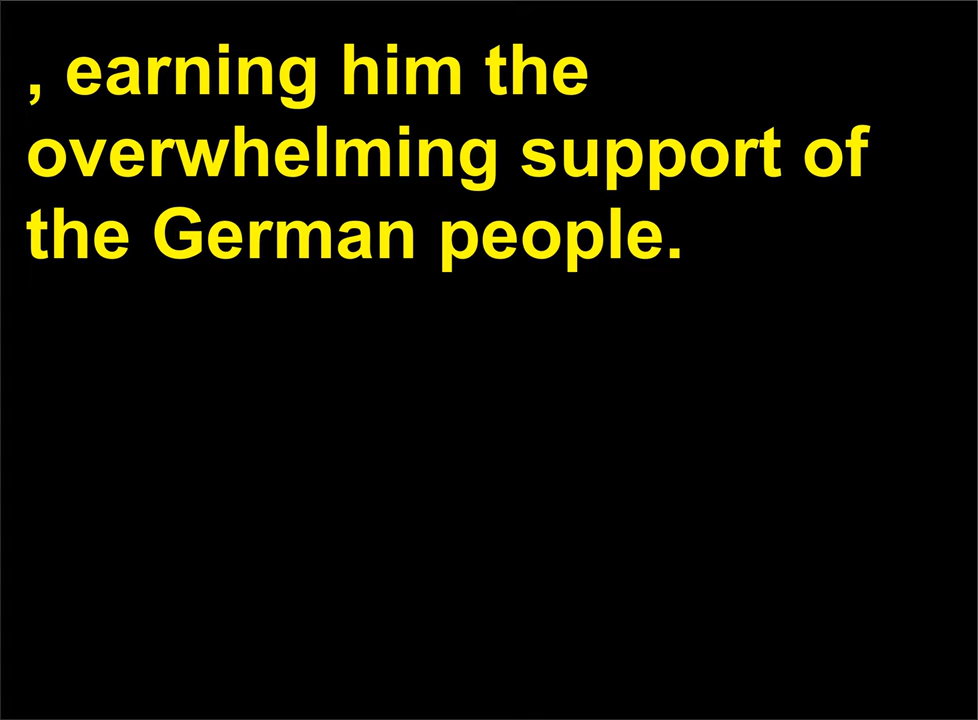 , earning him the
overwhelming support of
the German people.